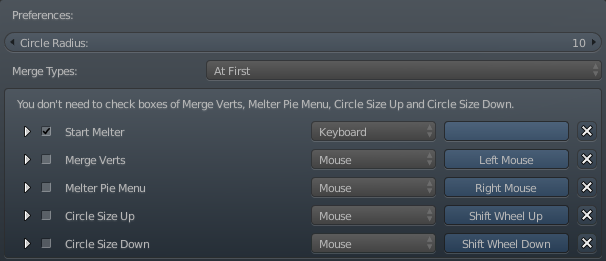 Preferences:
Circle Radius: 10
Merge Types: At First
You don't need to check boxes of Merge Verts, Melter Pie Menu, Circle Size Up and Circle Size Down.
Start Melter Keyboard
Merge Verts Mouse Left Mouse
Melter Pie Menu Mouse Right Mouse
Circle Size Up Mouse Shift Wheel Up
Circle Size Down Mouse Shift Wheel Down